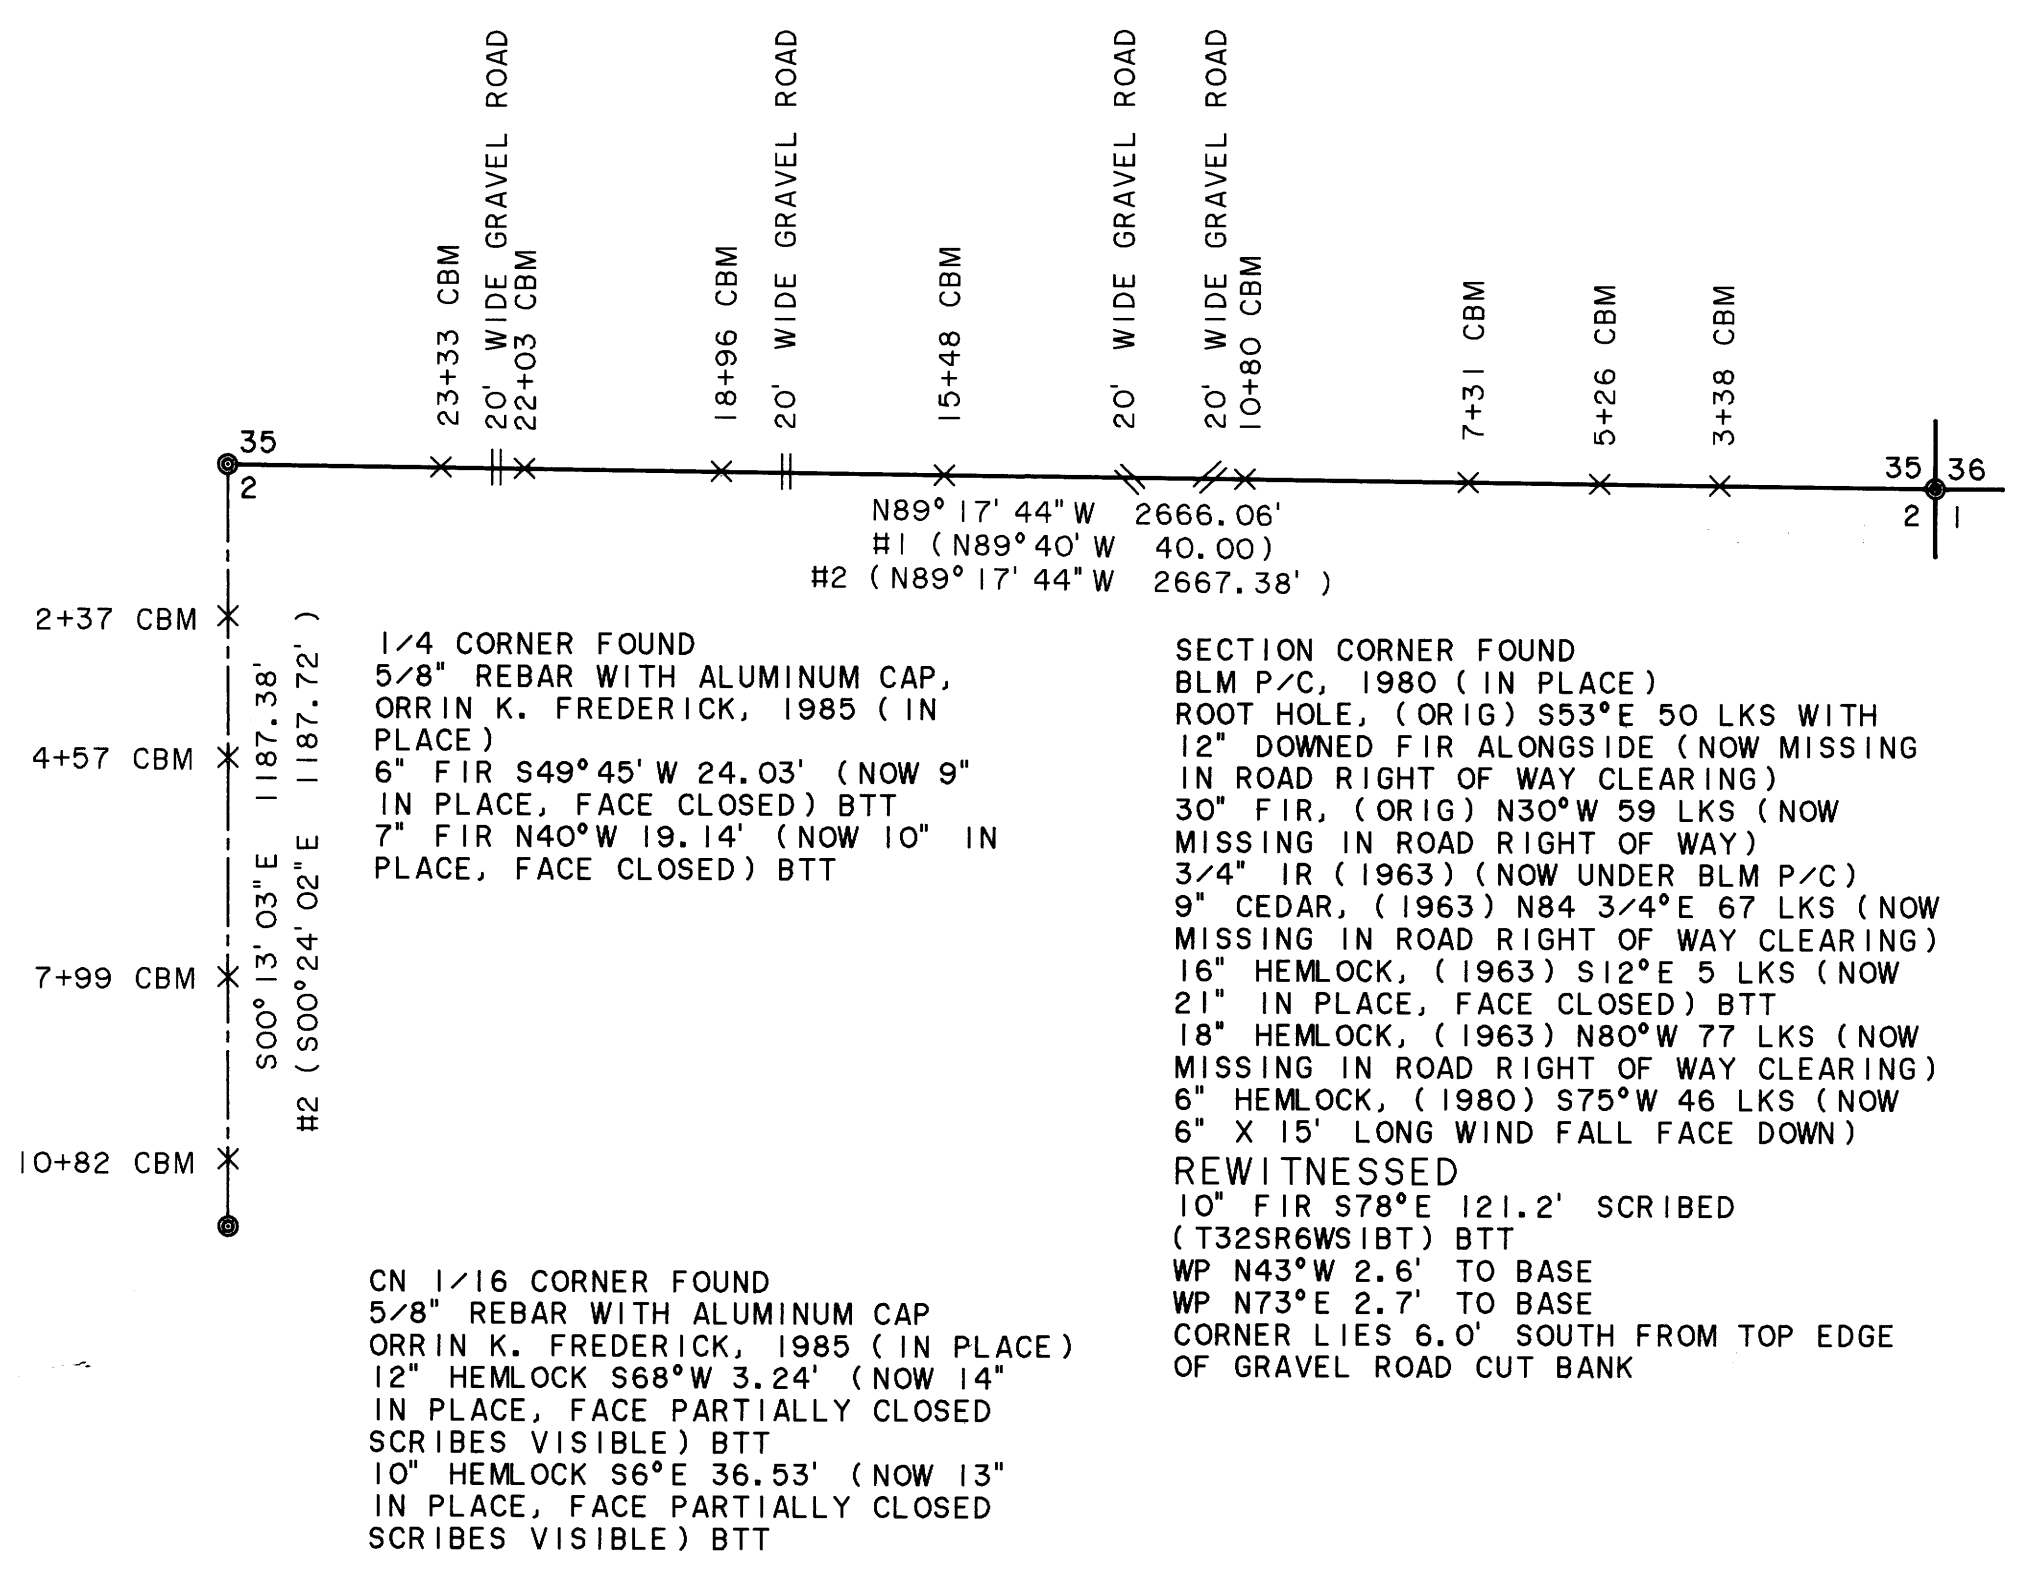 23+33 CBM
20' WIDE GRAVEL ROAD
22+03 CBM
18+96 CBM
20' WIDE GRAVEL ROAD
15+48 CBM
20' WIDE GRAVEL ROAD
20' WIDE GRAVEL ROAD
10+80 CBM
7+31 CBM
5+26 CBM
3+38 CBM
35
2
35 36
2 1
N89°17'44"W 2666.06'
#1 (N89°40'W 40.00)
#2 (N89°17'44"W 2667.38')
2+37 CBM
4+57 CBM
7+99 CBM
10+82 CBM
S00°13'03"E 1187.38'
#2 (S00°24'02"E 1187.72')
1/4 CORNER FOUND
5/8" REBAR WITH ALUMINUM CAP,
ORRIN K. FREDERICK, 1985 (IN
PLACE)
6" FIR S49°45'W 24.03' (NOW 9"
IN PLACE, FACE CLOSED) BTT
7" FIR N40°W 19.14' (NOW 10" IN
PLACE, FACE CLOSED) BTT
SECTION CORNER FOUND
BLM P/C, 1980 (IN PLACE)
ROOT HOLE, (ORIG) S53°E 50 LKS WITH
12" DOWNED FIR ALONGSIDE (NOW MISSING
IN ROAD RIGHT OF WAY CLEARING)
30" FIR, (ORIG) N30°W 59 LKS (NOW
MISSING IN ROAD RIGHT OF WAY)
3/4" IR (1963) (NOW UNDER BLM P/C)
9" CEDAR, (1963) N84 3/4°E 67 LKS (NOW
MISSING IN ROAD RIGHT OF WAY CLEARING)
16" HEMLOCK, (1963) S12°E 5 LKS (NOW
21" IN PLACE, FACE CLOSED) BTT
18" HEMLOCK, (1963) N80°W 77 LKS (NOW
MISSING IN ROAD RIGHT OF WAY CLEARING)
6" HEMLOCK, (1980) S75°W 46 LKS (NOW
6" X 15' LONG WIND FALL FACE DOWN)
REWITNESSED
10" FIR S78°E 121.2' SCRIBED
(T32SR6WS1BT) BTT
WP N43°W 2.6' TO BASE
WP N73°E 2.7' TO BASE
CORNER LIES 6.0' SOUTH FROM TOP EDGE
OF GRAVEL ROAD CUT BANK
CN 1/16 CORNER FOUND
5/8" REBAR WITH ALUMINUM CAP
ORRIN K. FREDERICK, 1985 (IN PLACE)
12" HEMLOCK S68°W 3.24' (NOW 14"
IN PLACE, FACE PARTIALLY CLOSED
SCRIBES VISIBLE) BTT
10" HEMLOCK S6°E 36.53' (NOW 13"
IN PLACE, FACE PARTIALLY CLOSED
SCRIBES VISIBLE) BTT